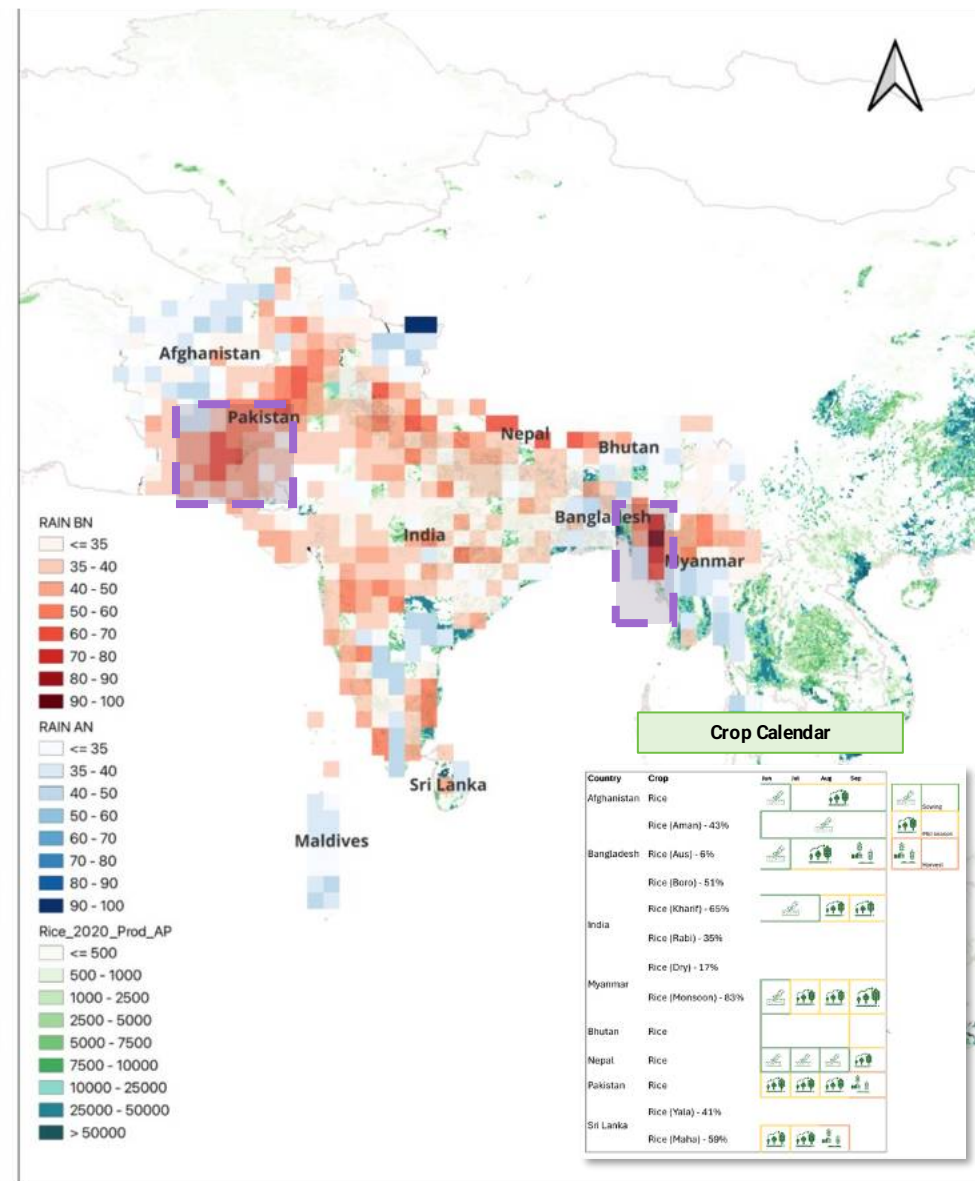 Afghanistan
Pakistan
Nepal
Bhutan
Bangladesh
India
Myanmar
Sri Lanka
Maldives
RAIN BN
<= 35
35 - 40
40 - 50
50 - 60
60 - 70
70 - 80
80 - 90
90 - 100
RAIN AN
<= 35
35 - 40
40 - 50
50 - 60
60 - 70
70 - 80
80 - 90
90 - 100
Rice_2020_Prod_AP
<= 500
500 - 1000
1000 - 2500
2500 - 5000
5000 - 7500
7500 - 10000
10000 - 25000
25000 - 50000
> 50000
Crop Calendar
Country Crop Jun Jul Aug Sep
Afghanistan Rice
Sowing
Rice (Aman) - 43%
Mid season
Bangladesh Rice (Aus) - 6%
Harvest
Rice (Boro) - 51%
Rice (Kharif) - 65%
India
Rice (Rabi) - 35%
Rice (Dry) - 17%
Myanmar
Rice (Monsoon) - 83%
Bhutan Rice
Nepal Rice
Pakistan Rice
Rice (Yala) - 41%
Sri Lanka
Rice (Maha) - 59%